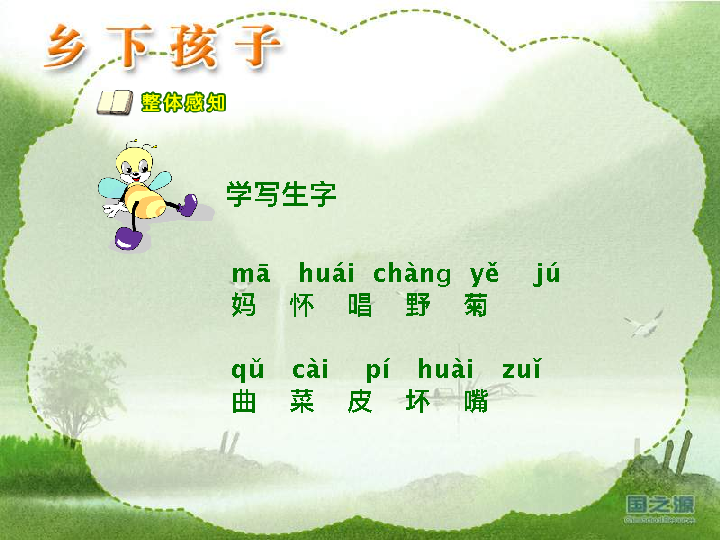 乡下孩子
整体感知
学写生字
mā huái chàng yě jú
妈 怀 唱 野 菊
qǔ cài pí huài zuǐ
曲 菜 皮 坏 嘴
国之源